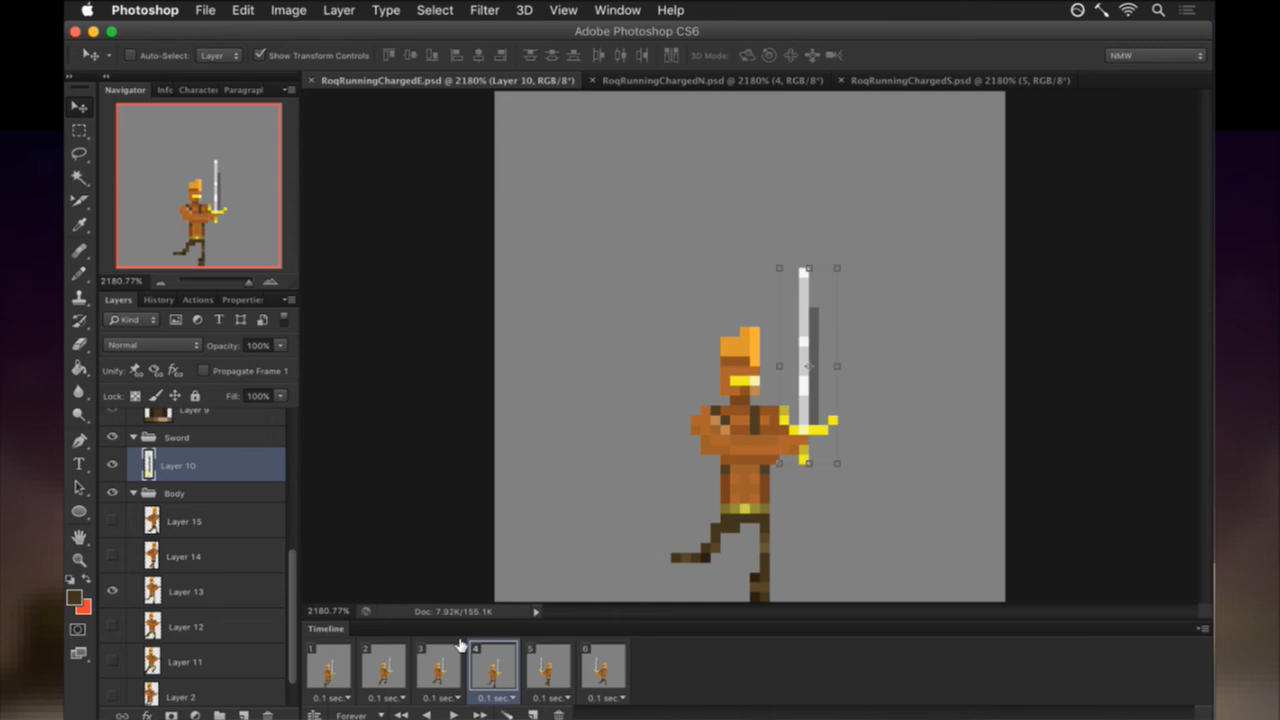 Photoshop File Edit Image Layer Type Select Filter 3D View Window Help
Adobe Photoshop CS6
Auto-Select: Layer Show Transform Controls 3D Mode: NMW
RoqRunningChargedE.psd @ 2180% (Layer 10, RGB/8*) RoqRunningChargedN.psd @ 2180% (4, RGB/8*) RoqRunningChargedS.psd @ 2180% (5, RGB/8*)
Navigator Info Character Paragrapl
2180.77%
Layers History Actions Propertier
Kind
Normal Opacity: 100%
Unify: Propagate Frame 1
Lock: Fill: 100%
Layer 9
Sword
Layer 10
Body
Layer 15
Layer 14
Layer 13
Layer 12
Layer 11
Layer 2
2180.77% Doc: 7.92K/155.1K
Timeline
1 2 3 4 5 6
0.1 sec. 0.1 sec. 0.1 sec. 0.1 sec. 0.1 sec. 0.1 sec.
Forever